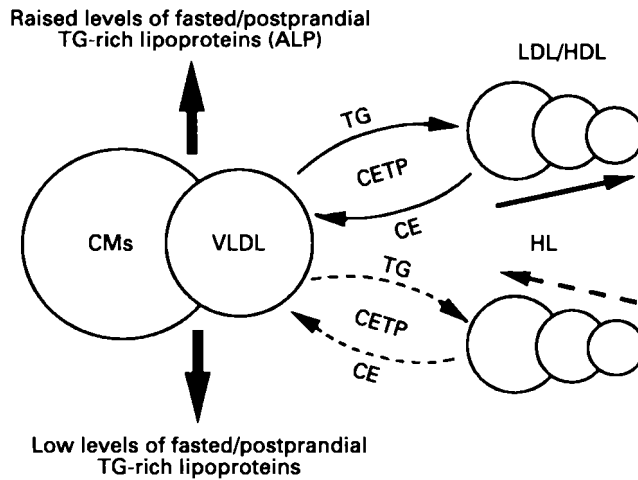 Raised levels of fasted/postprandial
TG-rich lipoproteins (ALP)
LDL/HDL
TG
CETP
CE
CMs
VLDL
HL
TG
CETP
CE
Low levels of fasted/postprandial
TG-rich lipoproteins